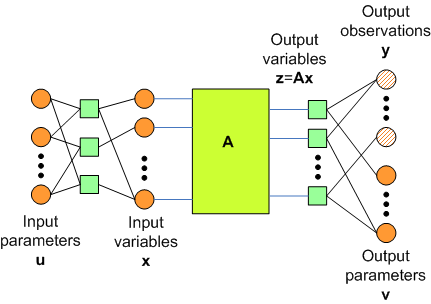 Output
observations
y
Output
variables
z=Ax
A
Input
parameters
u
Input
variables
x
Output
parameters
v